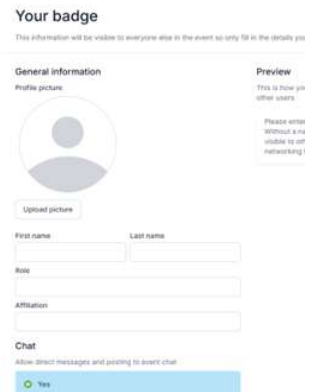 Your badge
This information will be visible to everyone else in the event so only fill in the details you
General information
Profile picture
Upload picture
First name
Last name
Role
Affiliation
Chat
Allow direct messages and posting to event chat
Yes
Preview
This is how you
other users
Please enter
Without a na
visible to oth
networking